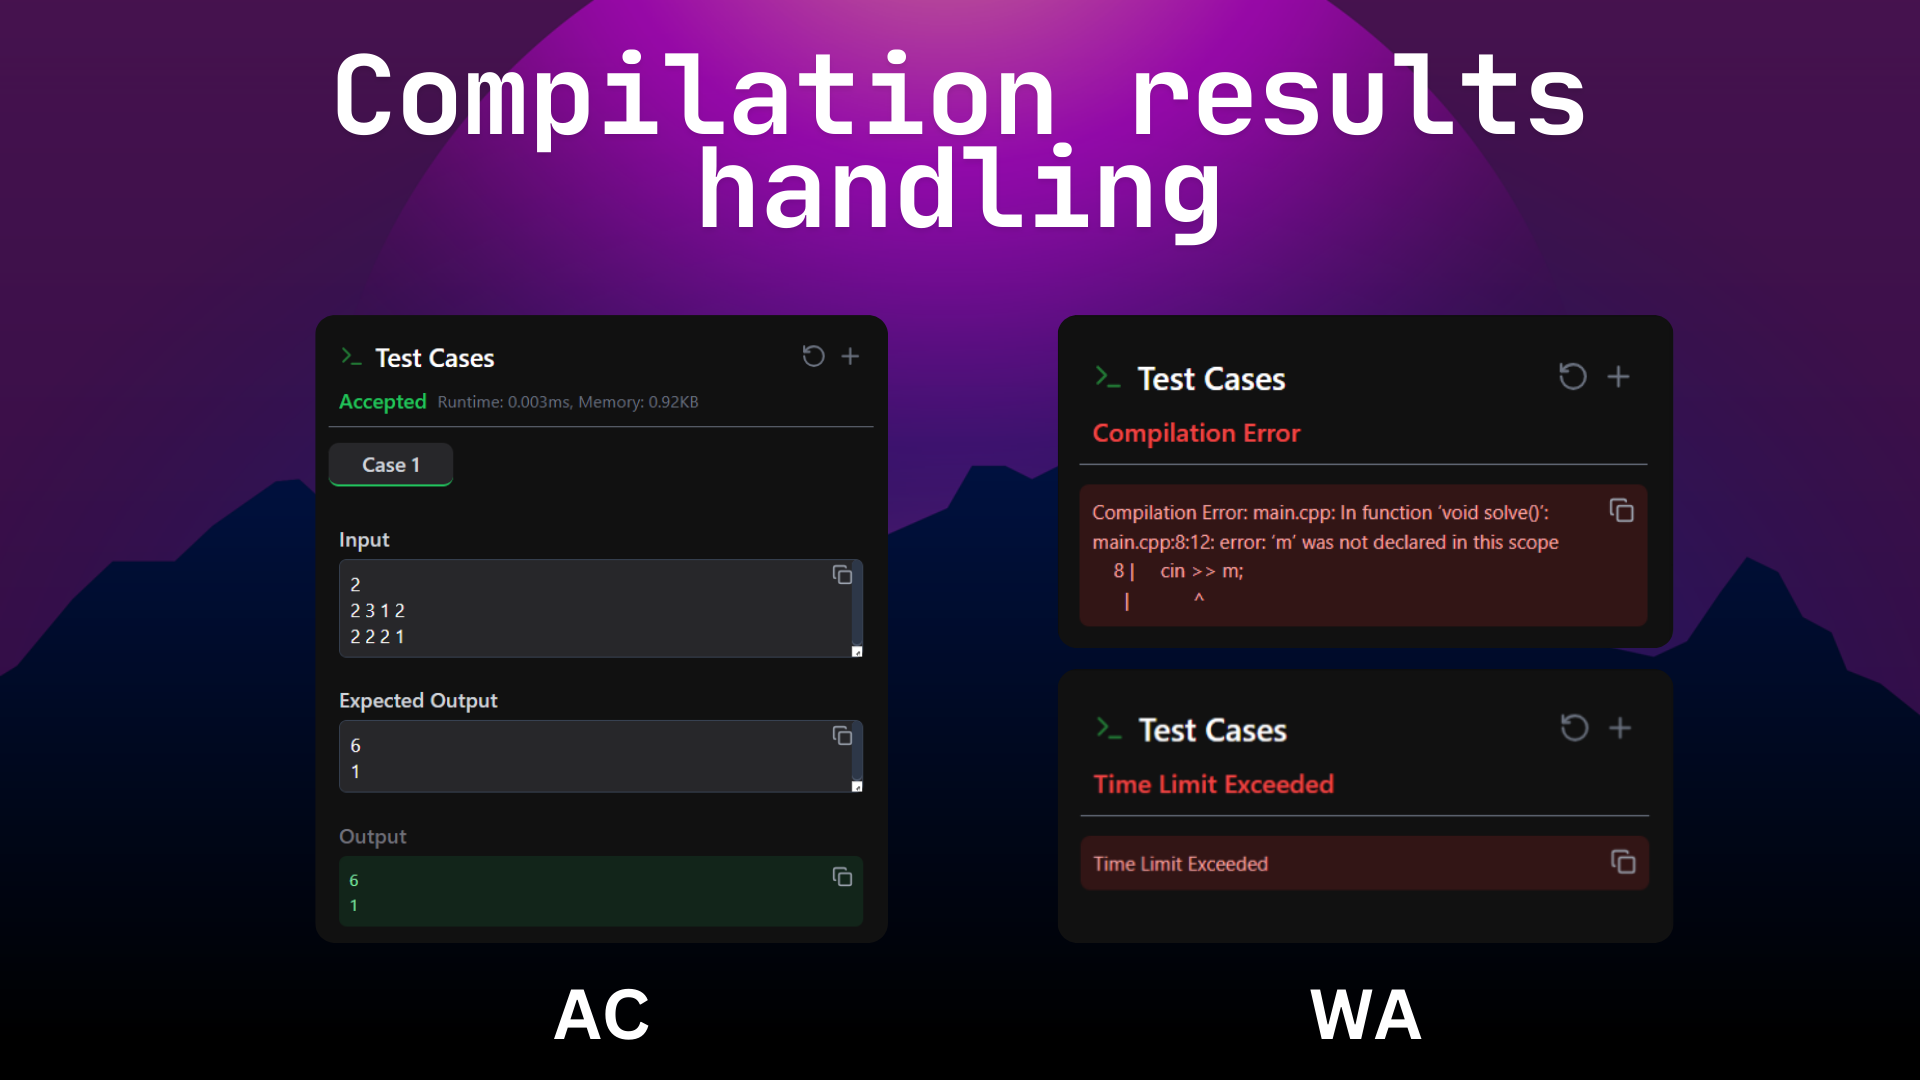 Compilation results
handling
Test Cases
Accepted Runtime: 0.003ms, Memory: 0.92KB
Case 1
Input
2
2 3 1 2
2 2 2 1
Expected Output
6
1
Output
6
1
AC
Test Cases
Compilation Error
Compilation Error: main.cpp: In function ‘void solve()’:
main.cpp:8:12: error: ‘m’ was not declared in this scope
8 | cin >> m;
| ^
Test Cases
Time Limit Exceeded
Time Limit Exceeded
WA